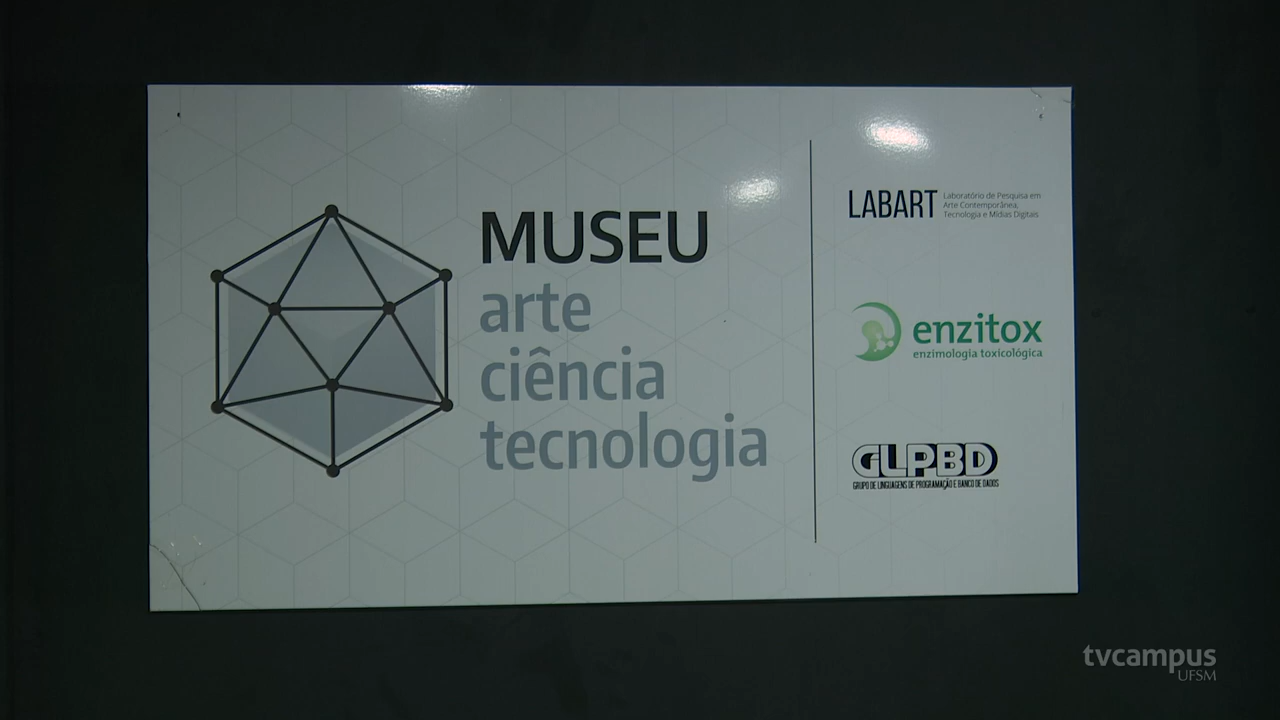 MUSEU
arte
ciência
tecnologia
LABART
Laboratório de Pesquisa em
Arte Contemporânea,
Tecnologia e Mídias Digitais
enzitox
enzimologia toxicológica
GLPBD
GRUPO DE LINGUAGENS DE PROGRAMAÇÃO E BANCO DE DADOS
tvcampus
UFSM